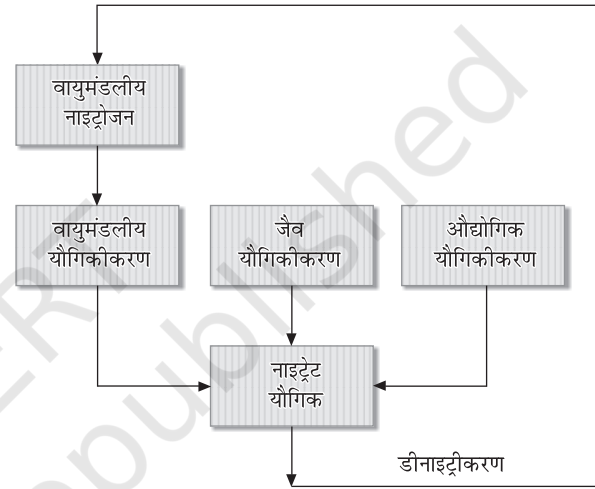 वायुमंडलीय
नाइट्रोजन
वायुमंडलीय
यौगिकीकरण
जैव
यौगिकीकरण
औद्योगिक
यौगिकीकरण
नाइट्रेट
यौगिक
डीनाइट्रीकरण